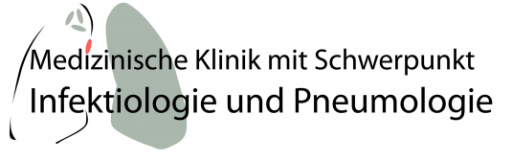 Medizinische Klinik mit Schwerpunkt
Infektiologie und Pneumologie